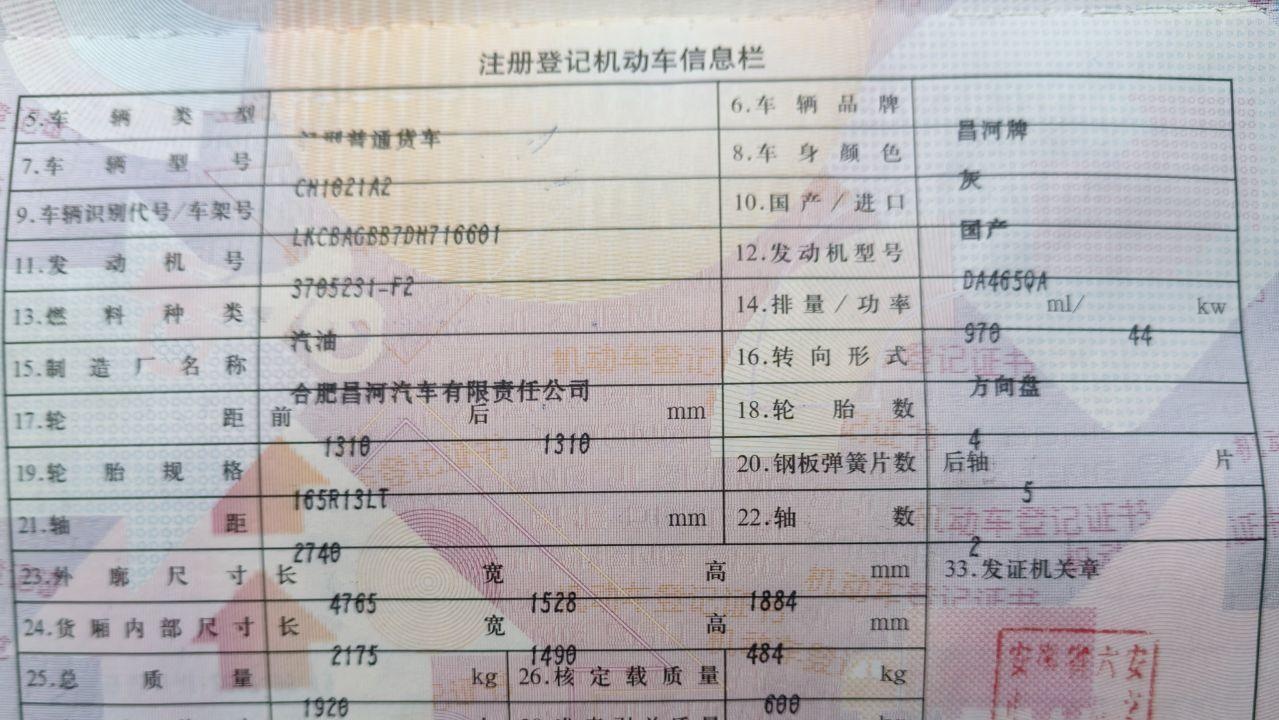 注册登记机动车信息栏
5.车辆类型 普通货车 6.车辆品牌 昌河牌
7.车辆型号 CH1021A2 8.车身颜色 灰
9.车辆识别代号/车架号 LKCBAGBB7DH716601 10.国产/进口 国产
11.发动机号 3705231-F2 12.发动机型号 DA465QA
13.燃料种类 汽油 14.排量/功率 970 ml/ 44 kw
15.制造厂名称 合肥昌河汽车有限责任公司 16.转向形式 方向盘
17.轮距 前 1310 后 1310 mm 18.轮胎数 4
19.轮胎规格 165R13LT 20.钢板弹簧片数 后轴 5 片
21.轴距 2740 mm 22.轴数 2
23.外廓尺寸 长 4765 宽 1528 高 1884 mm 33.发证机关章
24.货厢内部尺寸 长 2175 宽 1490 高 484 mm
25.总质量 1920 kg 26.核定载质量 600 kg
安徽省六安